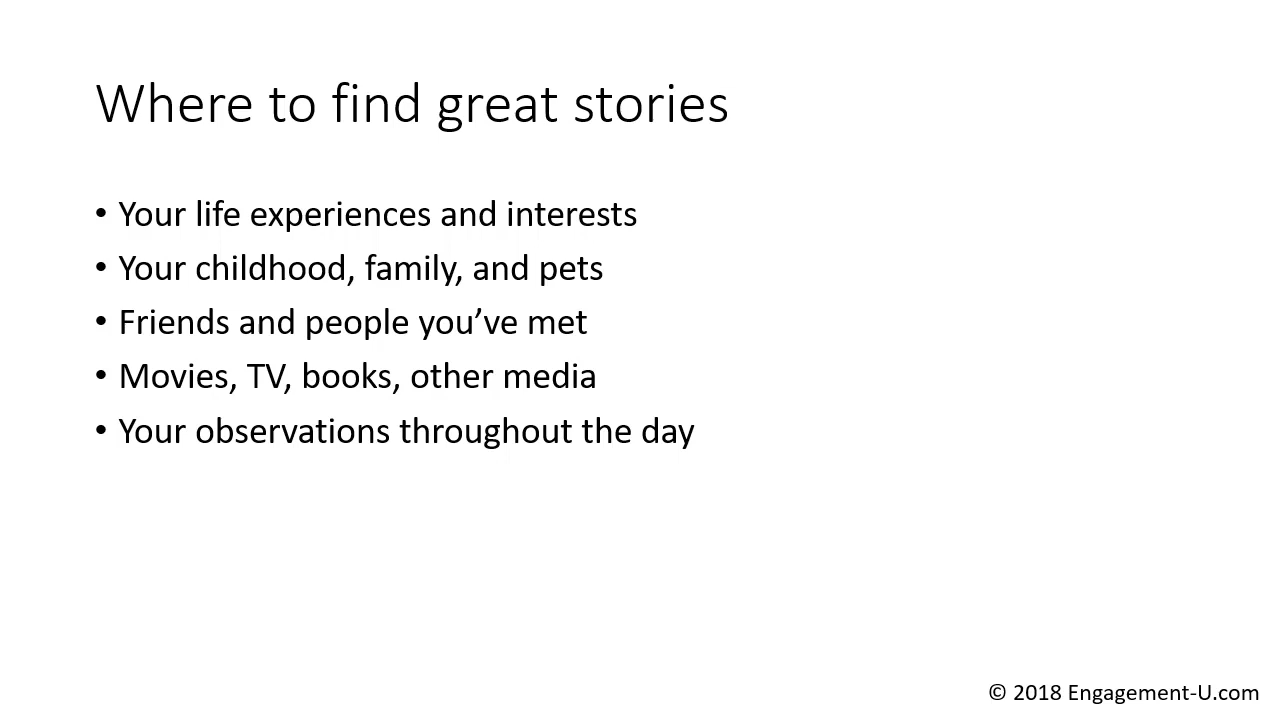 Where to find great stories
• Your life experiences and interests
• Your childhood, family, and pets
• Friends and people you’ve met
• Movies, TV, books, other media
• Your observations throughout the day
© 2018 Engagement-U.com